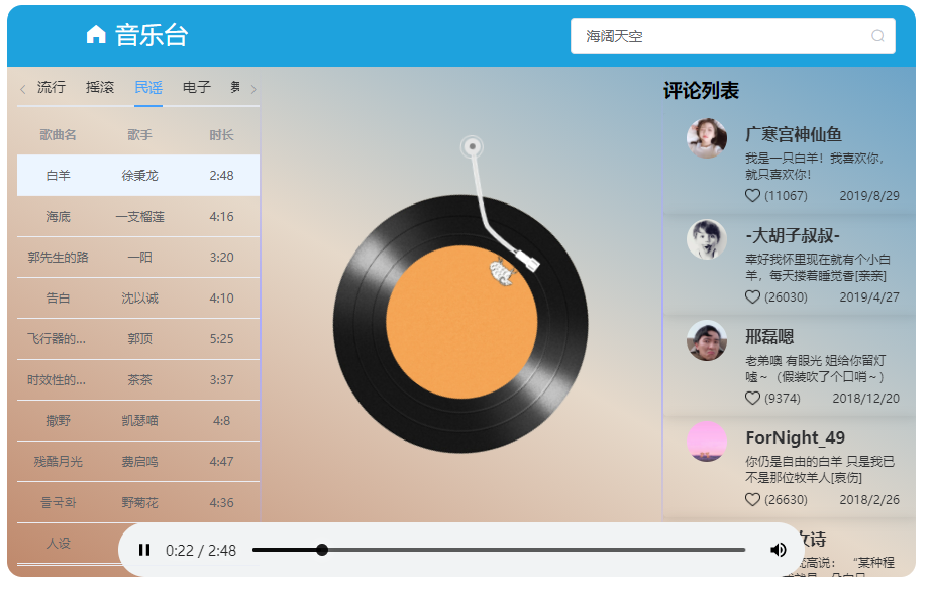 音乐台
海阔天空
流行 摇滚 民谣 电子
歌曲名 歌手 时长
白羊 徐秉龙 2:48
海底 一支榴莲 4:16
郭先生的路 一阳 3:20
告白 沈以诚 4:10
飞行器的... 郭顶 5:25
时效性的... 茶茶 3:37
撒野 凯瑟喵 4:8
残酷月光 费启鸣 4:47
들국화 野菊花 4:36
人设
0:22 / 2:48
评论列表
广寒宫神仙鱼
我是一只白羊！我喜欢你。
就只喜欢你！
(11067) 2019/8/29
-大胡子叔叔-
幸好我怀里现在就有个小白
羊，每天搂着睡觉香[亲亲]
(26030) 2019/4/27
邢磊嗯
老弟噢 有眼光 姐给你留灯
嘘～（假装吹了个口哨～）
(9374) 2018/12/20
ForNight_49
你仍是自由的白羊 只是我已
不是那位牧羊人[哀伤]
(26630) 2018/2/26
诗
高说： “某种程